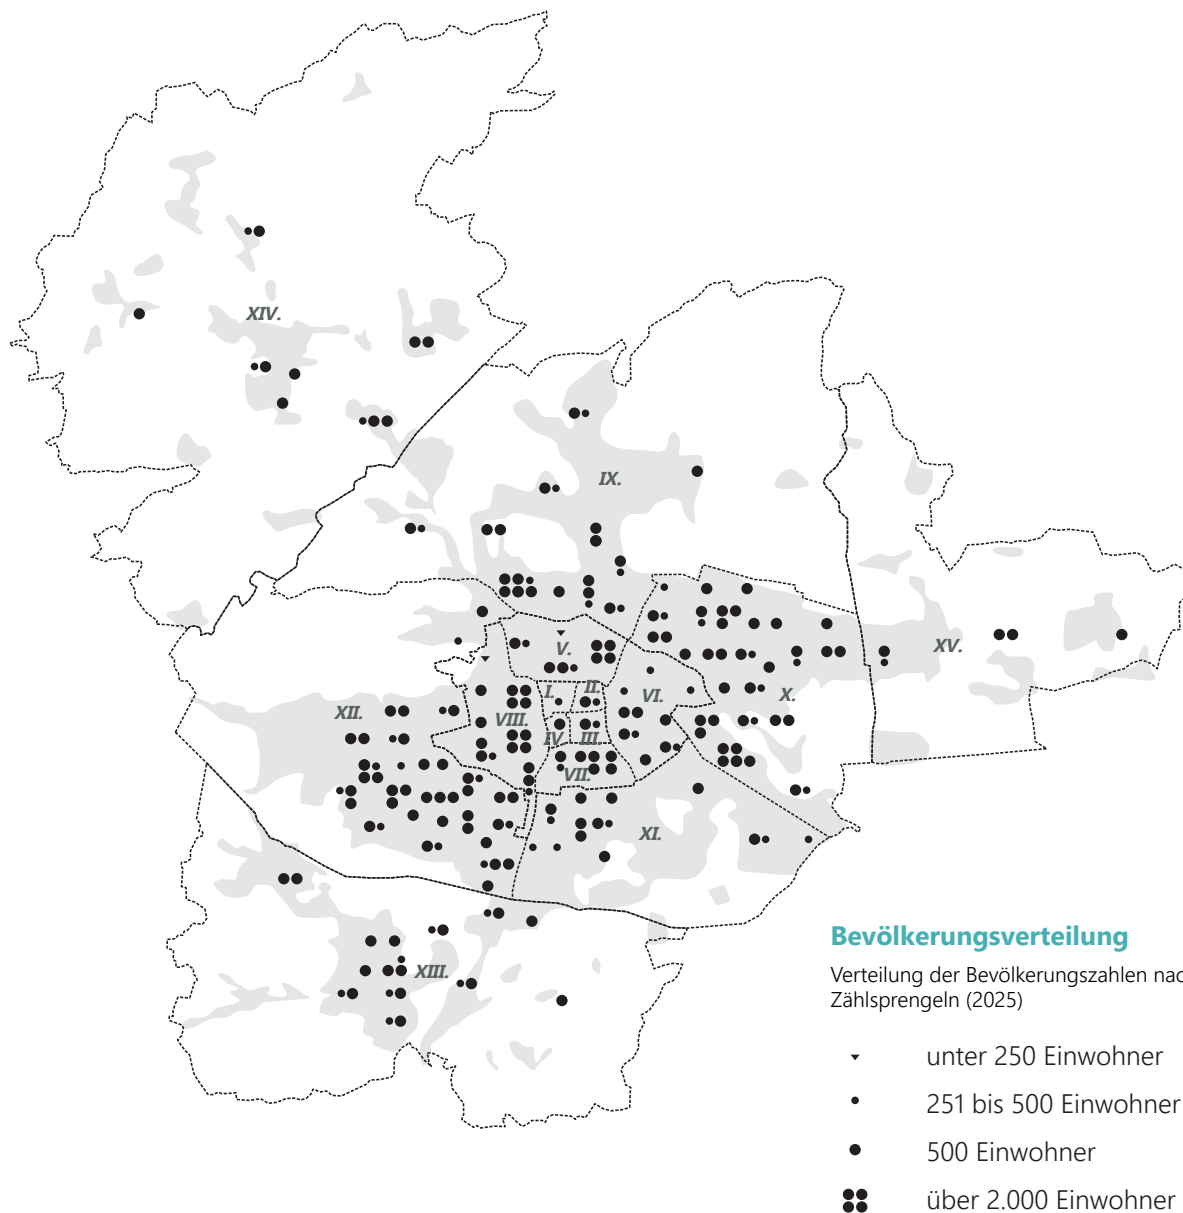 XIV.
IX.
XV.
V.
I.
II.
VI.
X.
XII.
VIII.
IV.
III.
VII.
XI.
XIII.
Bevölkerungsverteilung
Verteilung der Bevölkerungszahlen nac
Zählsprengeln (2025)
unter 250 Einwohner
251 bis 500 Einwohner
500 Einwohner
über 2.000 Einwohner